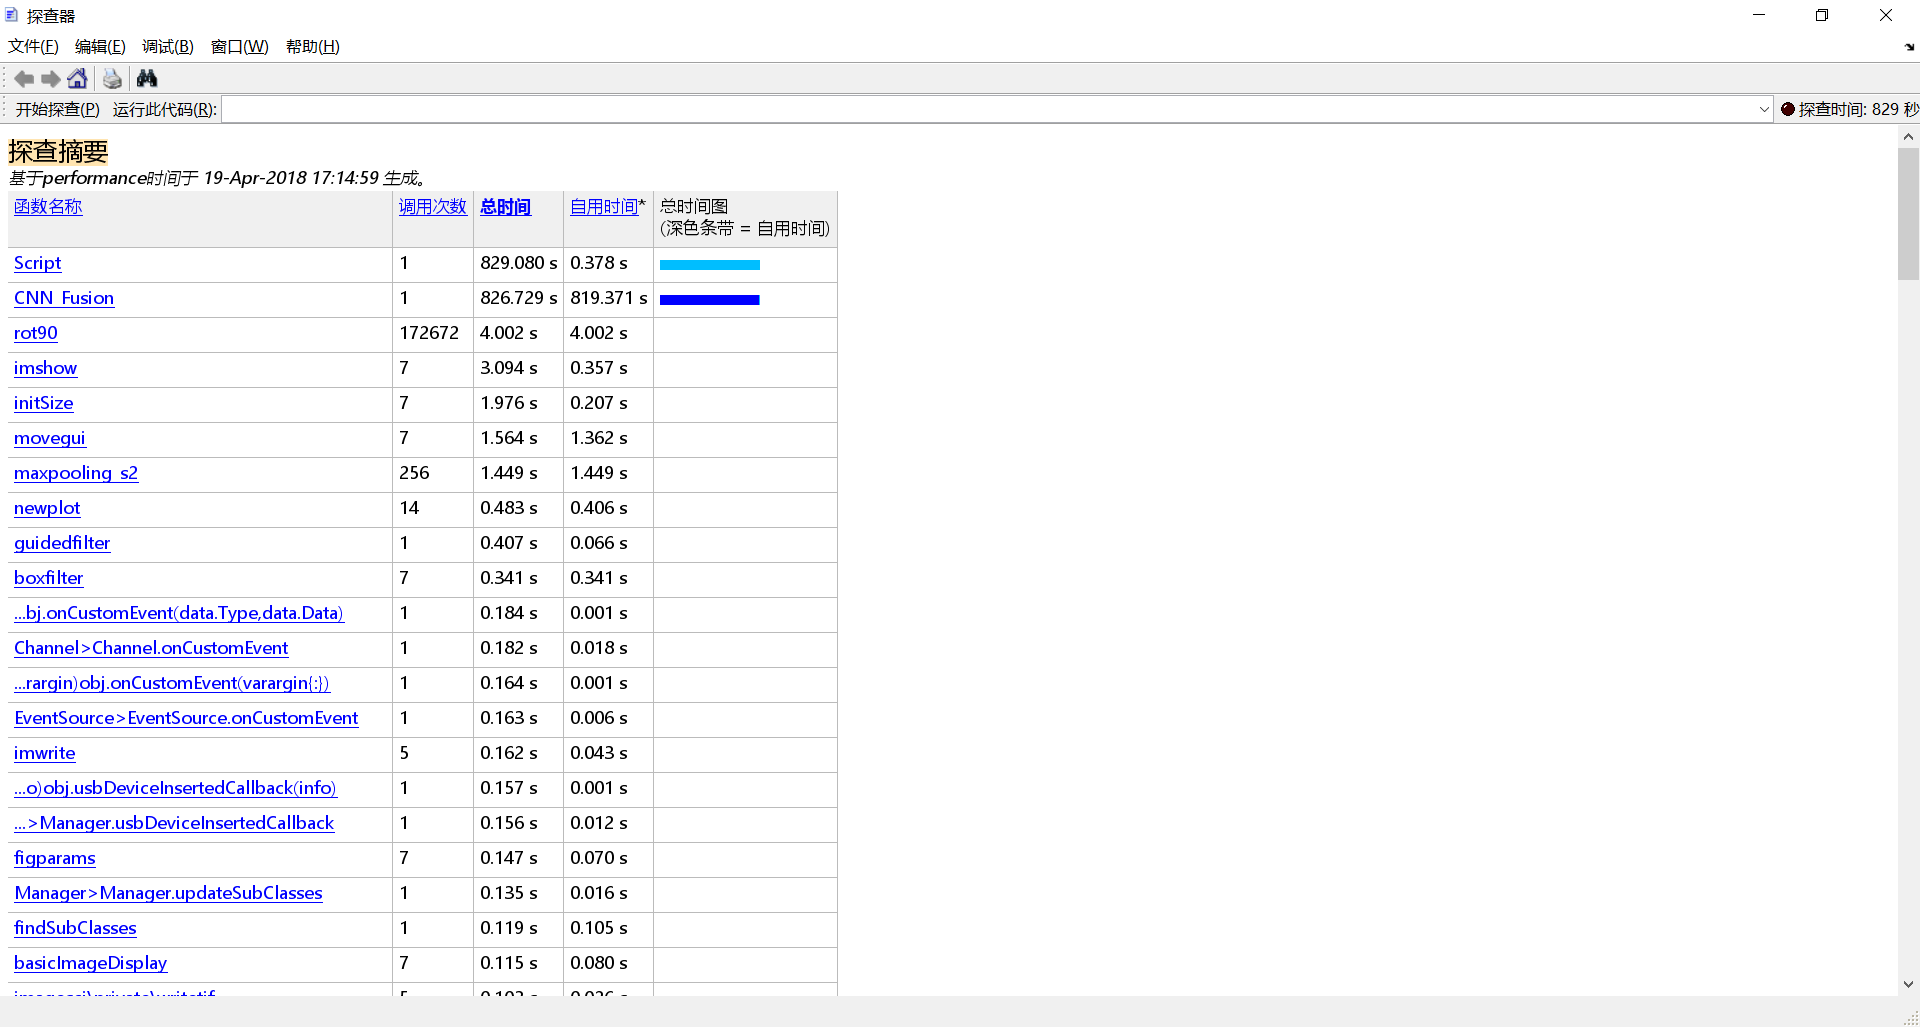 探查器
文件(F) 编辑(E) 调试(B) 窗口(W) 帮助(H)
开始探查(P) 运行此代码(R): 探查时间: 829 秒
探查摘要
基于performance时间于 19-Apr-2018 17:14:59 生成。
函数名称 调用次数 总时间 自用时间* 总时间图
(深色条带 = 自用时间)
Script 1 829.080 s 0.378 s
CNN_Fusion 1 826.729 s 819.371 s
rot90 172672 4.002 s 4.002 s
imshow 7 3.094 s 0.357 s
initSize 7 1.976 s 0.207 s
movegui 7 1.564 s 1.362 s
maxpooling_s2 256 1.449 s 1.449 s
newplot 14 0.483 s 0.406 s
guidedfilter 1 0.407 s 0.066 s
boxfilter 7 0.341 s 0.341 s
...bj.onCustomEvent(data.Type,data.Data) 1 0.184 s 0.001 s
Channel>Channel.onCustomEvent 1 0.182 s 0.018 s
...rargin)obj.onCustomEvent(varargin{:}) 1 0.164 s 0.001 s
EventSource>EventSource.onCustomEvent 1 0.163 s 0.006 s
imwrite 5 0.162 s 0.043 s
...o)obj.usbDeviceInsertedCallback(info) 1 0.157 s 0.001 s
...>Manager.usbDeviceInsertedCallback 1 0.156 s 0.012 s
figparams 7 0.147 s 0.070 s
Manager>Manager.updateSubClasses 1 0.135 s 0.016 s
findSubClasses 1 0.119 s 0.105 s
basicImageDisplay 7 0.115 s 0.080 s